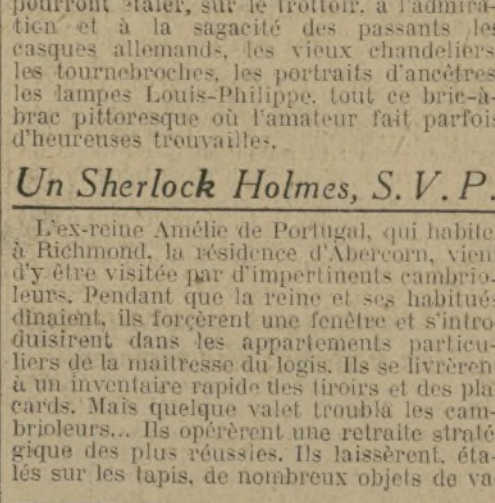 pourront étaler, sur le trottoir, à l'admira-
tion et à la sagacité des passants les
casques allemands, les vieux chandeliers
les tournebroches, les portraits d'ancêtres
les lampes Louis-Philippe, tout ce bric-à-
brac pittoresque où l'amateur fait parfois
d'heureuses trouvailles.
Un Sherlock Holmes, S. V. P.
L'ex-reine Amélie de Portugal, qui habite
à Richmond, la résidence d'Abercorn, vient
d'y être visitée par d'impertinents cambrio-
leurs. Pendant que la reine et ses habitués
dînaient, ils forcèrent une fenêtre et s'intro
duisirent dans les appartements particu-
liers de la maitresse du logis. Ils se livrèren
à un inventaire rapide des tiroirs et des pla
cards. Mais quelque valet troubla les cam-
brioleurs... Ils opérèrent une retraite straté
gique des plus réussies. Ils laissèrent, éta-
lés sur les tapis, de nombreux objets de va